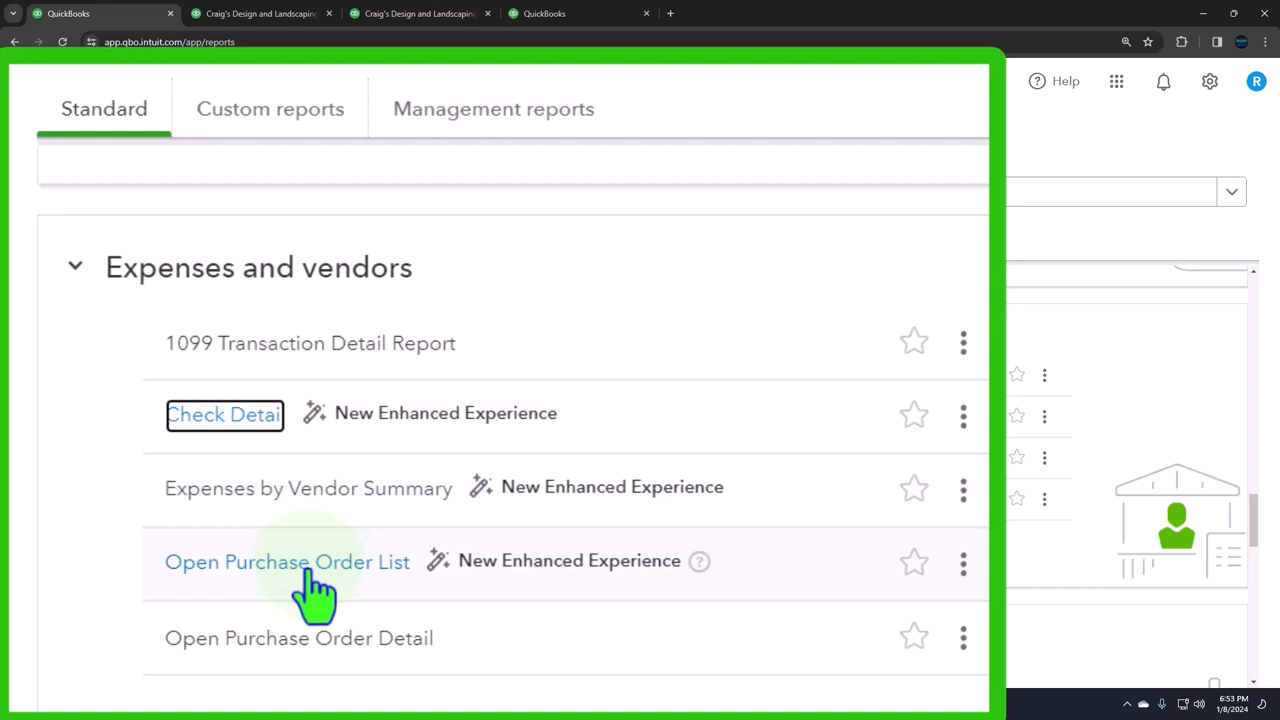 QuickBooks
Craig's Design and Landscaping
Craig's Design and Landscaping
QuickBooks
app.qbo.intuit.com/app/reports
Help
R
Standard
Custom reports
Management reports
Expenses and vendors
1099 Transaction Detail Report
Check Detail
New Enhanced Experience
Expenses by Vendor Summary
New Enhanced Experience
Open Purchase Order List
New Enhanced Experience
?
Open Purchase Order Detail
6:53 PM
1/8/2024